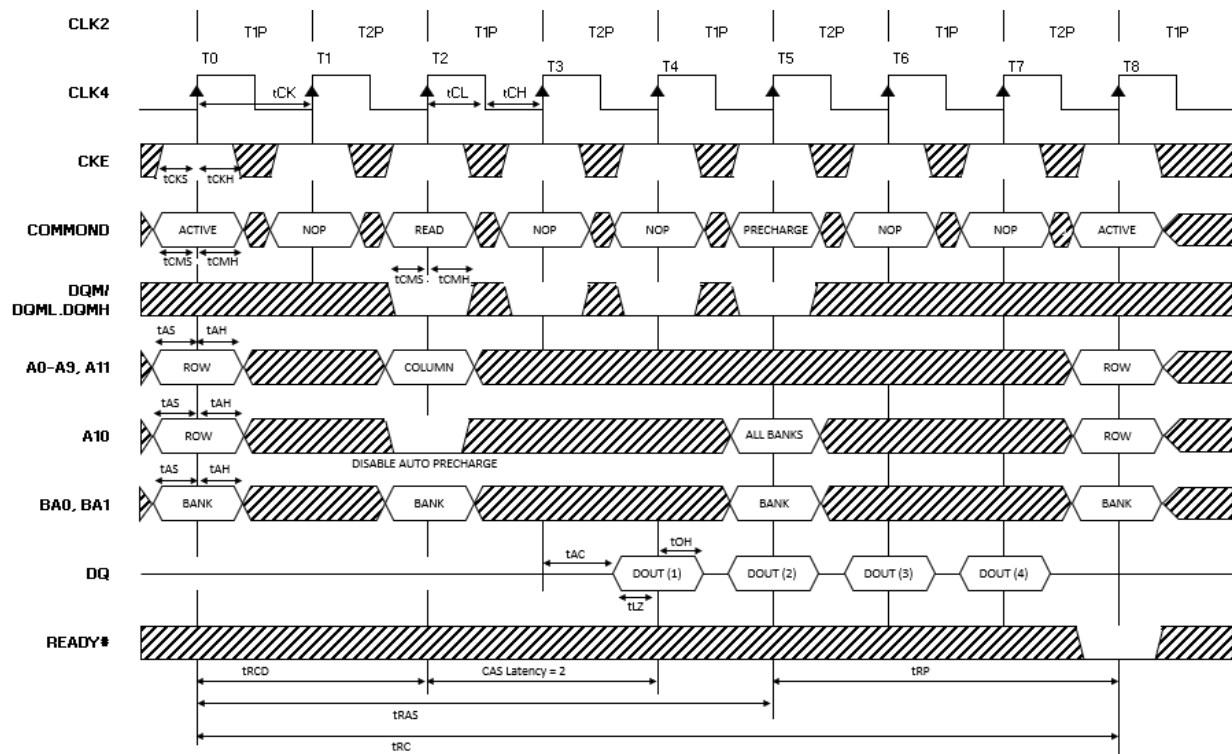 CLK2 T1P T2P T1P T2P T1P T2P T1P T2P T1P
T0 T1 T2 T3 T4 T5 T6 T7 T8
CLK4 tCK tCL tCH
CKE
tCKS tCKH
COMMOND ACTIVE NOP READ NOP NOP PRECHARGE NOP NOP ACTIVE
tCMS tCMH tCMS tCMH
DQM/
DQML.DQMH
tAS tAH
A0-A9, A11 ROW COLUMN ROW
tAS tAH
A10 ROW ALL BANKS ROW
DISABLE AUTO PRECHARGE
tAS tAH
BA0, BA1 BANK BANK BANK BANK
tAC tOH
DQ DOUT (1) DOUT (2) DOUT (3) DOUT (4)
tLZ
READY#
tRCD CAS Latency = 2 tRP
tRAS
tRC